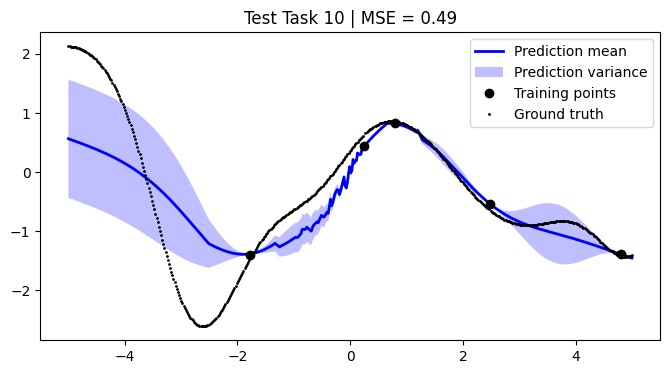 Test Task 10 | MSE = 0.49
Prediction mean
Prediction variance
Training points
Ground truth
2
1
0
−1
−2
−4
−2
0
2
4